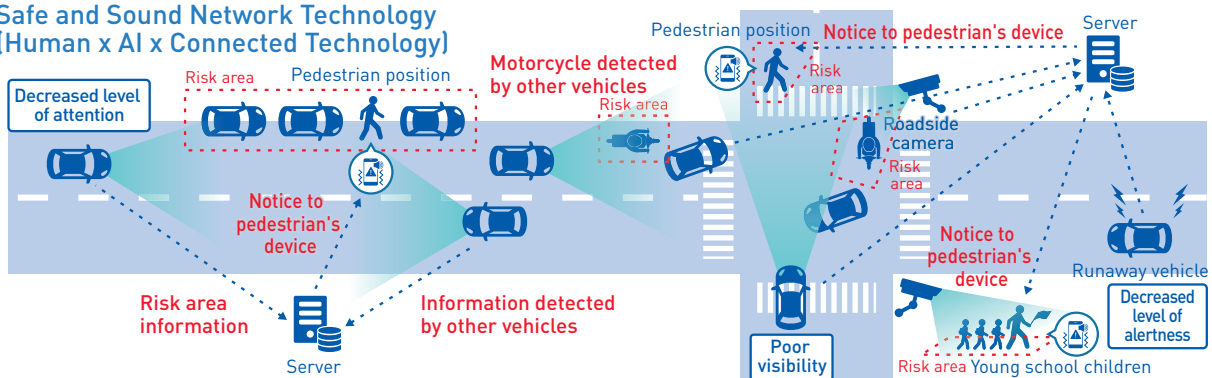 Safe and Sound Network Technology
(Human x AI x Connected Technology)
Decreased level
of attention
Risk area
Pedestrian position
Notice to
pedestrian's
device
Risk area
information
Server
Information detected
by other vehicles
Motorcycle detected
by other vehicles
Risk area
Pedestrian position
Notice to pedestrian's device
Risk
area
Server
Roadside
camera
Risk
area
Poor
visibility
Notice to
pedestrian's
device
Runaway vehicle
Decreased
level of
alertness
Risk area
Young school children